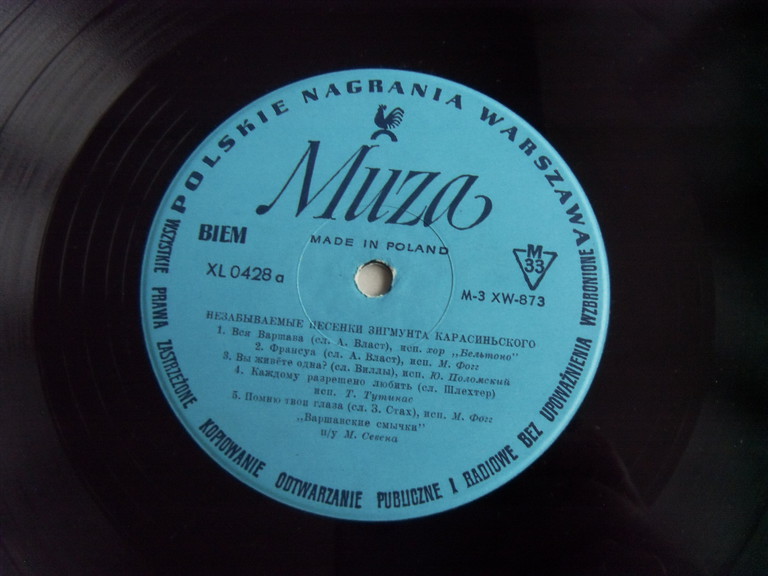 POLSKIE NAGRANIA WARSZAWA
Muza
BIEM
MADE IN POLAND
XL 0428 a
M
33
M-3 XW-873
НЕЗАБЫВАЕМЫЕ ПЕСЕНКИ ЗИГМУНТА КАРАСИНЬСКОГО
1. Вся Варшава (сл. А. Власт), исп. хор „Бельтоно"
2. Франсуа (сл. А. Власт), исп. М. Фогг
3. Вы живёте одна? (сл. Виллы), исп. Ю. Поломский
4. Каждому разрешено любить (сл. Шлехтер)
исп. Т. Тутинас
5. Помню твои глаза (сл. З. Стах), исп. М. Фогг
„Варшавские смычки"
п/у М. Севена
WSZYSTKIE PRAWA ZASTRZEŻONE KOPIOWANIE ODTWARZANIE PUBLICZNE I RADIOWE BEZ UPOWAŻNIENIA WZBRONIONE